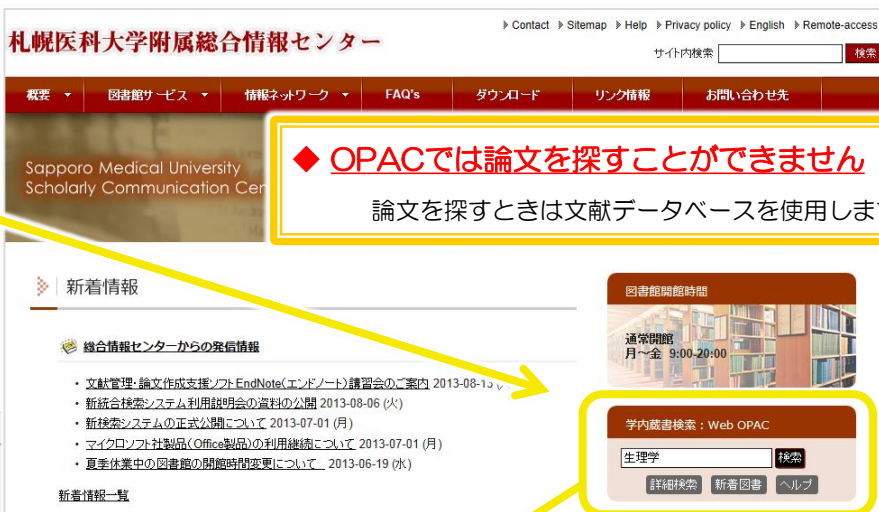 Contact Sitemap Help Privacy policy English Remote-access
札幌医科大学附属総合情報センター
サイト内検索 検索
概要 図書館サービス 情報ネットワーク FAQ's ダウンロード リンク情報 お問い合わせ先
Sapporo Medical University
Scholarly Communication Cen
◆ OPACでは論文を探すことができません
論文を探すときは文献データベースを使用しま
新着情報
総合情報センターからの発信情報
・文献管理・論文作成支援ソフトEndNote(エンドノート)講習会のご案内 2013-08-13
・新統合検索システム利用説明会の資料の公開 2013-08-06 (火)
・新検索システムの正式公開について 2013-07-01 (月)
・マイクロソフト社製品(Office製品)の利用継続について 2013-07-01 (月)
・夏季休業中の図書館の開館時間変更について 2013-06-19 (水)
新着情報一覧
図書館開館時間
通常開館
月~金 9:00-20:00
学内蔵書検索:Web OPAC
生理学 検索
詳細検索 新着図書 ヘルプ